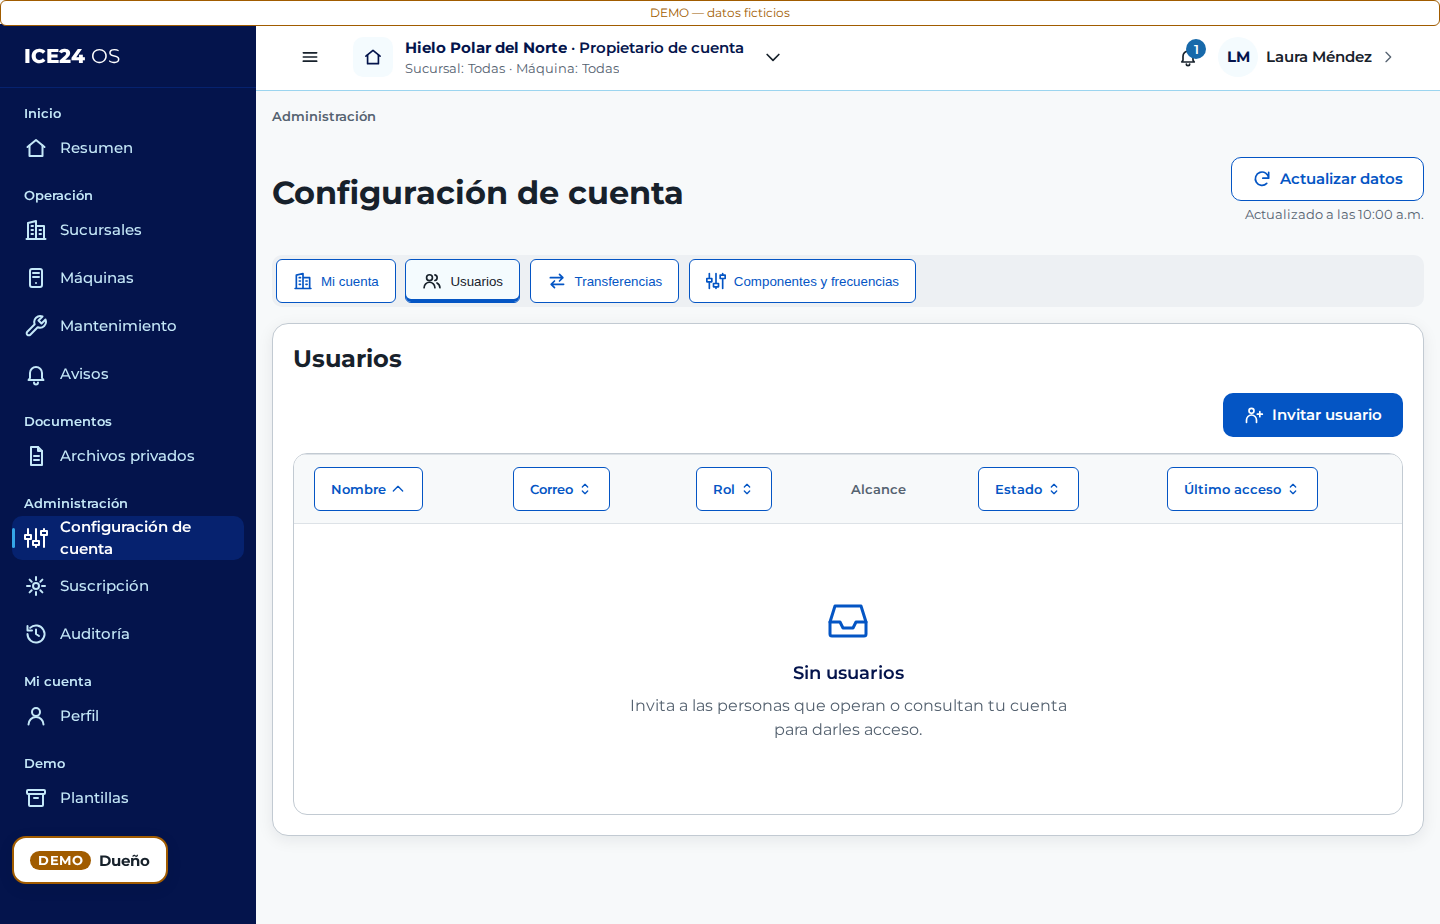 DEMO — datos ficticios
ICE24 OS
Hielo Polar del Norte · Propietario de cuenta
Sucursal: Todas · Máquina: Todas
1
LM
Laura Méndez
Inicio
Resumen
Operación
Sucursales
Máquinas
Mantenimiento
Avisos
Documentos
Archivos privados
Administración
Configuración de
cuenta
Suscripción
Auditoría
Mi cuenta
Perfil
Demo
Plantillas
DEMO Dueño
Administración
Configuración de cuenta
Actualizar datos
Actualizado a las 10:00 a.m.
Mi cuenta
Usuarios
Transferencias
Componentes y frecuencias
Usuarios
Invitar usuario
Nombre
Correo
Rol
Alcance
Estado
Último acceso
Sin usuarios
Invita a las personas que operan o consultan tu cuenta
para darles acceso.